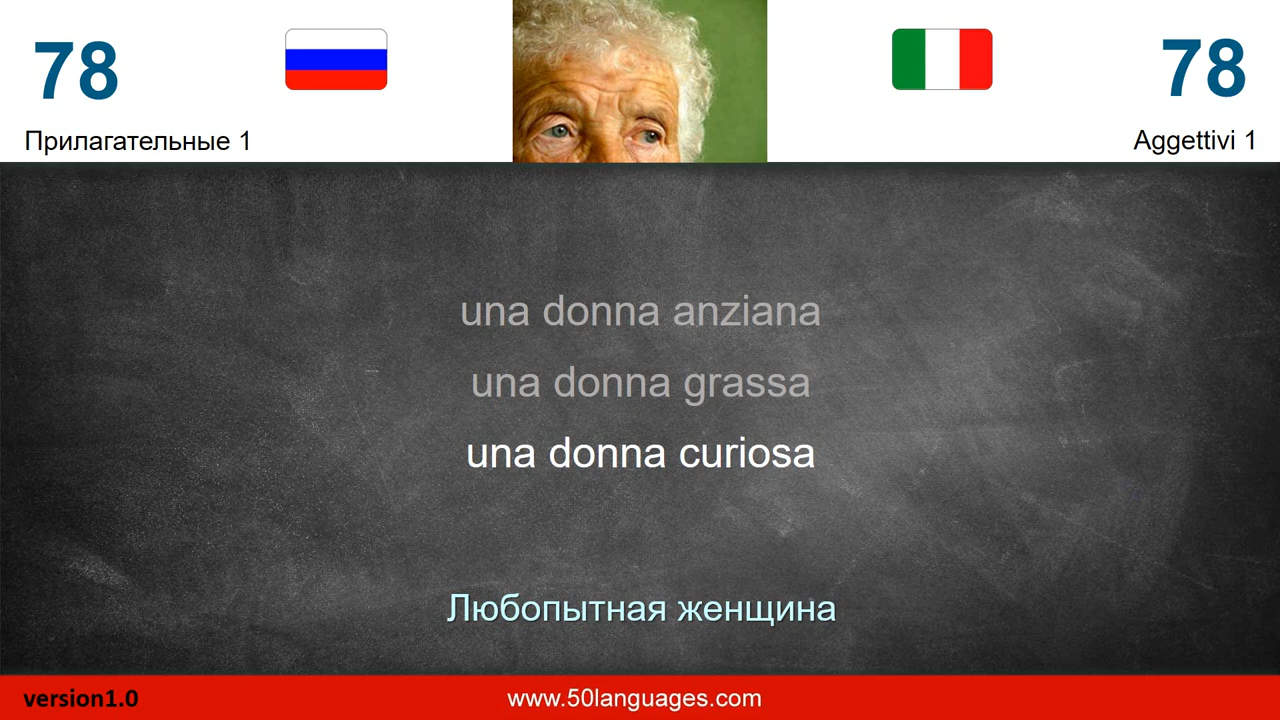 78
78
Прилагательные 1
Aggettivi 1
una donna anziana
una donna grassa
una donna curiosa
Любопытная женщина
version1.0
www.50languages.com